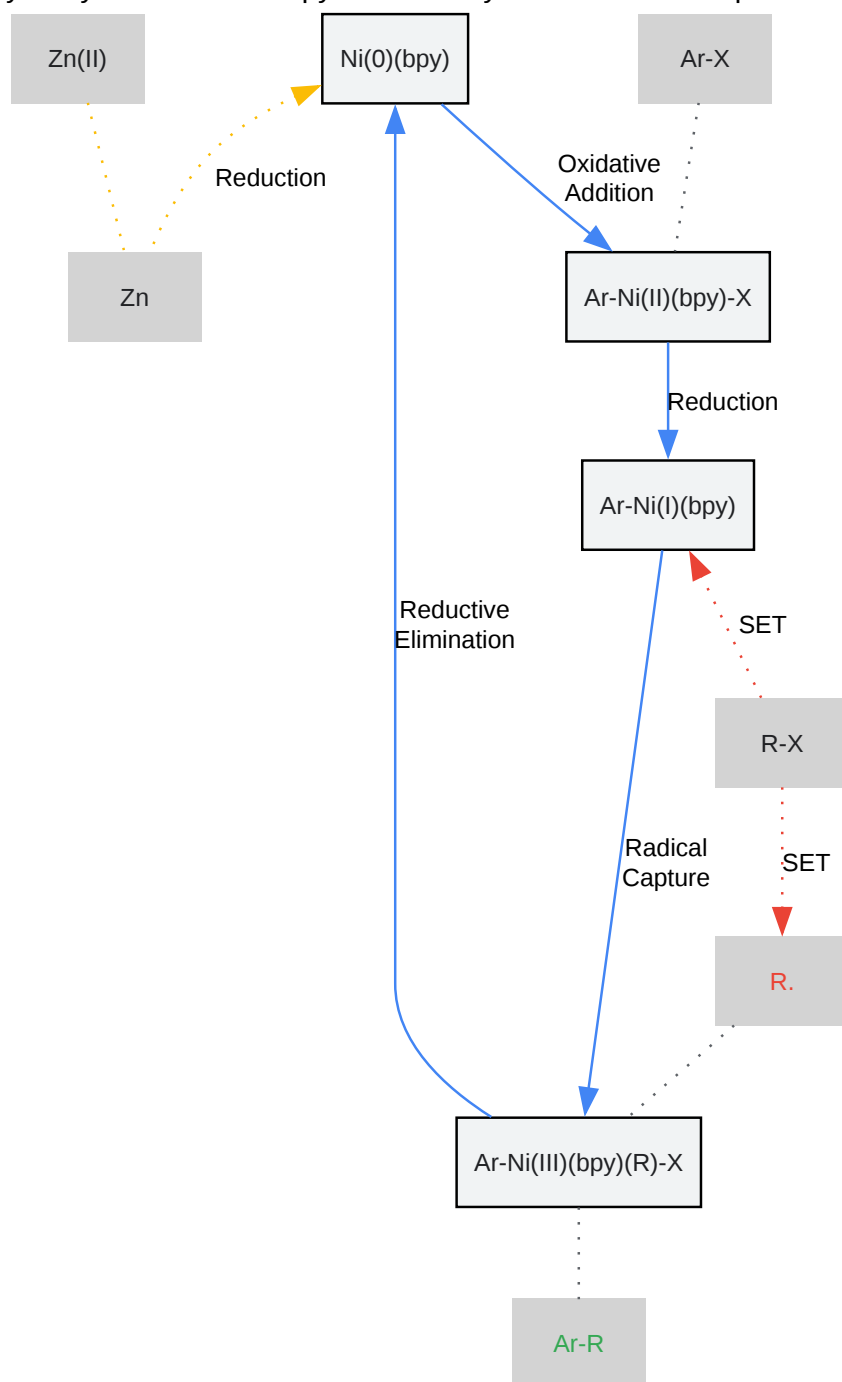 Zn(II)
Ni(0)(bpy)
Ar-X
Oxidative
Addition
Reduction
Zn
Ar-Ni(II)(bpy)-X
Reduction
Ar-Ni(I)(bpy)
Reductive
Elimination
SET
R-X
Radical
Capture
SET
R.
Ar-Ni(III)(bpy)(R)-X
Ar-R